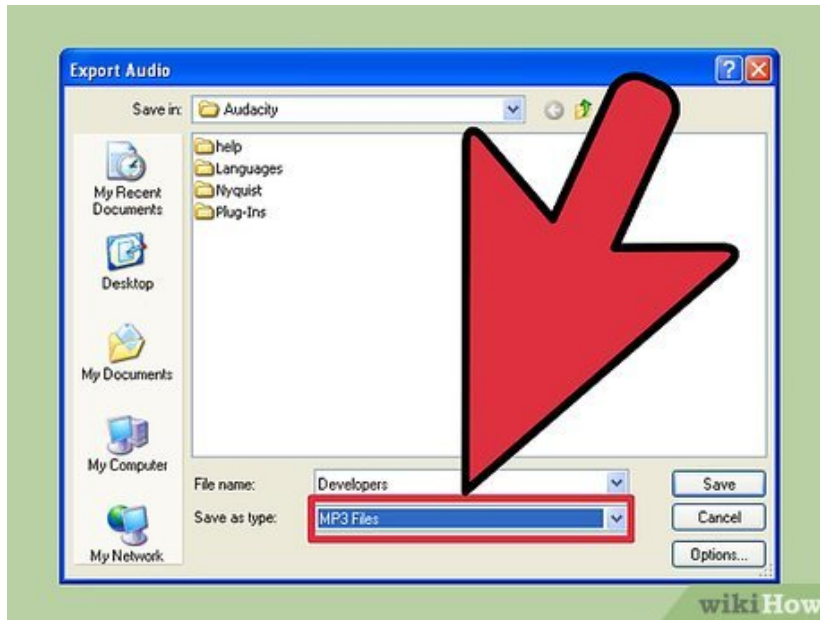 Export Audio
Save in:
Audacity
My Recent
Documents
Desktop
My Documents
My Computer
My Network
help
Languages
Nyquist
Plug-Ins
File name:
Developers
Save
Save as type:
MP3 Files
Cancel
Options...
wikiHow